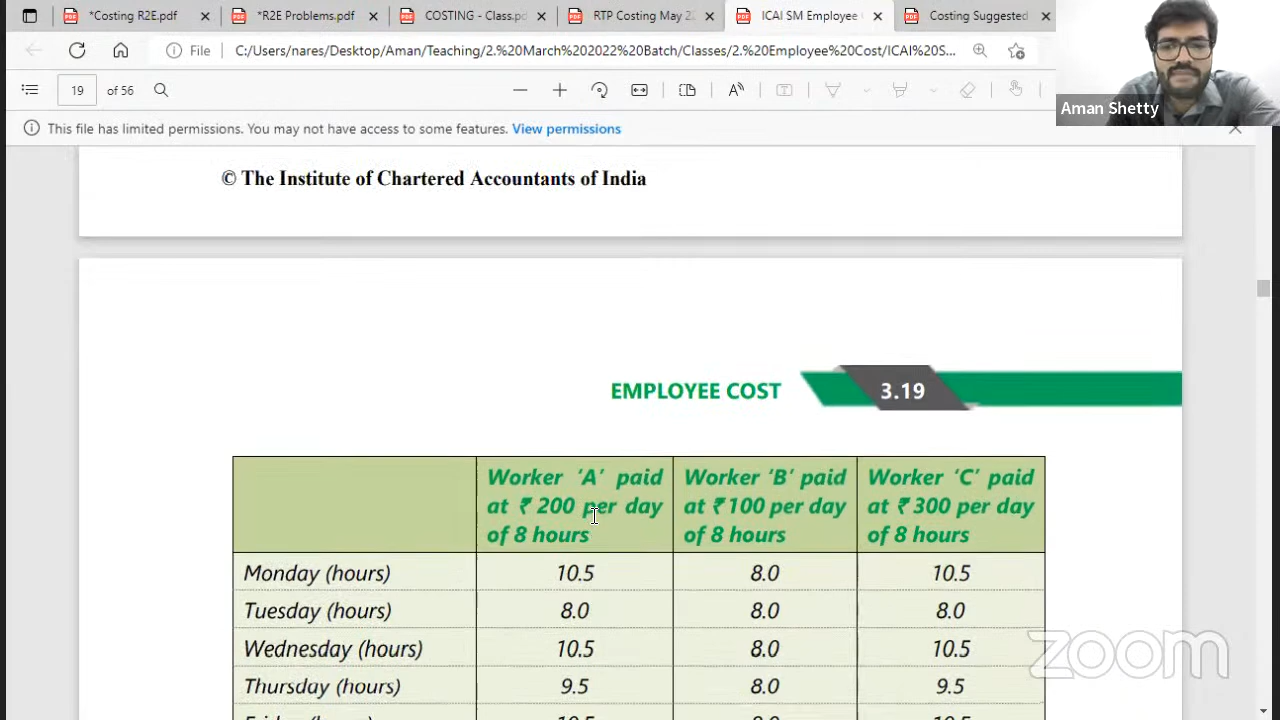 *Costing R2E.pdf
*R2E Problems.pdf
COSTING - Class.pd
RTP Costing May 2
ICAI SM Employee
Costing Suggested
File
C:/Users/nares/Desktop/Aman/Teaching/2.%20March%202022%20Batch/Classes/2.%20Employee%20Cost/ICAI%20S...
Aman Shetty
19
of 56
This file has limited permissions. You may not have access to some features. View permissions
© The Institute of Chartered Accountants of India
EMPLOYEE COST
3.19
Worker 'A' paid at ₹ 200 per day of 8 hours
Worker 'B' paid at ₹ 100 per day of 8 hours
Worker 'C' paid at ₹ 300 per day of 8 hours
Monday (hours) 10.5 8.0 10.5
Tuesday (hours) 8.0 8.0 8.0
Wednesday (hours) 10.5 8.0 10.5
Thursday (hours) 9.5 8.0 9.5
zoom